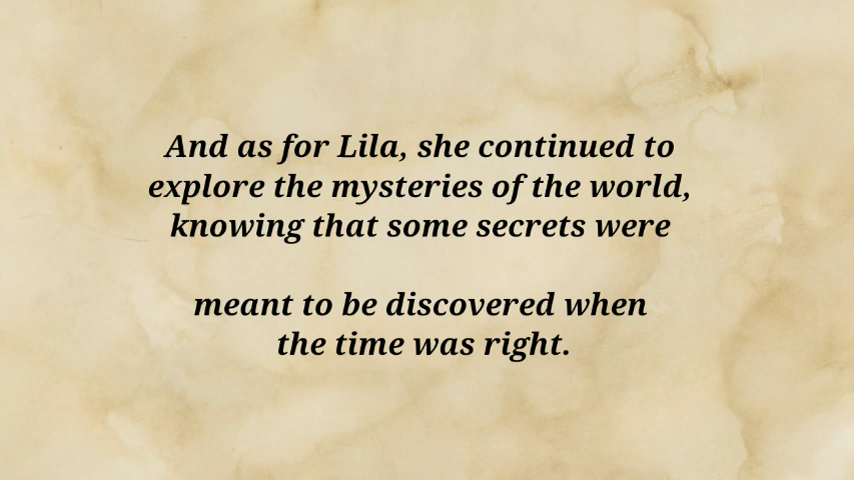 And as for Lila, she continued to
explore the mysteries of the world,
knowing that some secrets were
meant to be discovered when
the time was right.